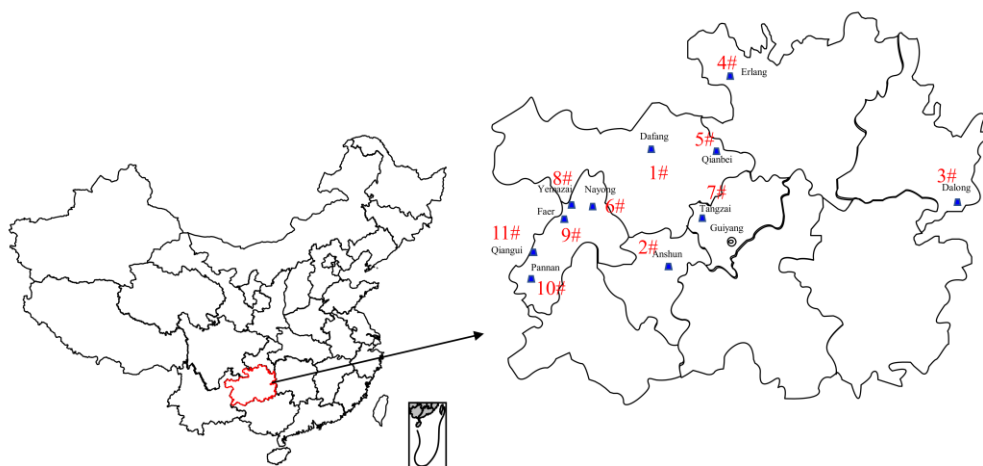 4#
Erlang
Dafang
5#
Qianbei
1#
3#
Dalong
8#
Yemazai
Nayong
6#
7#
Tangzai
Faer
9#
Guiyang
11#
Qiangui
2#
Anshun
Pannan
10#